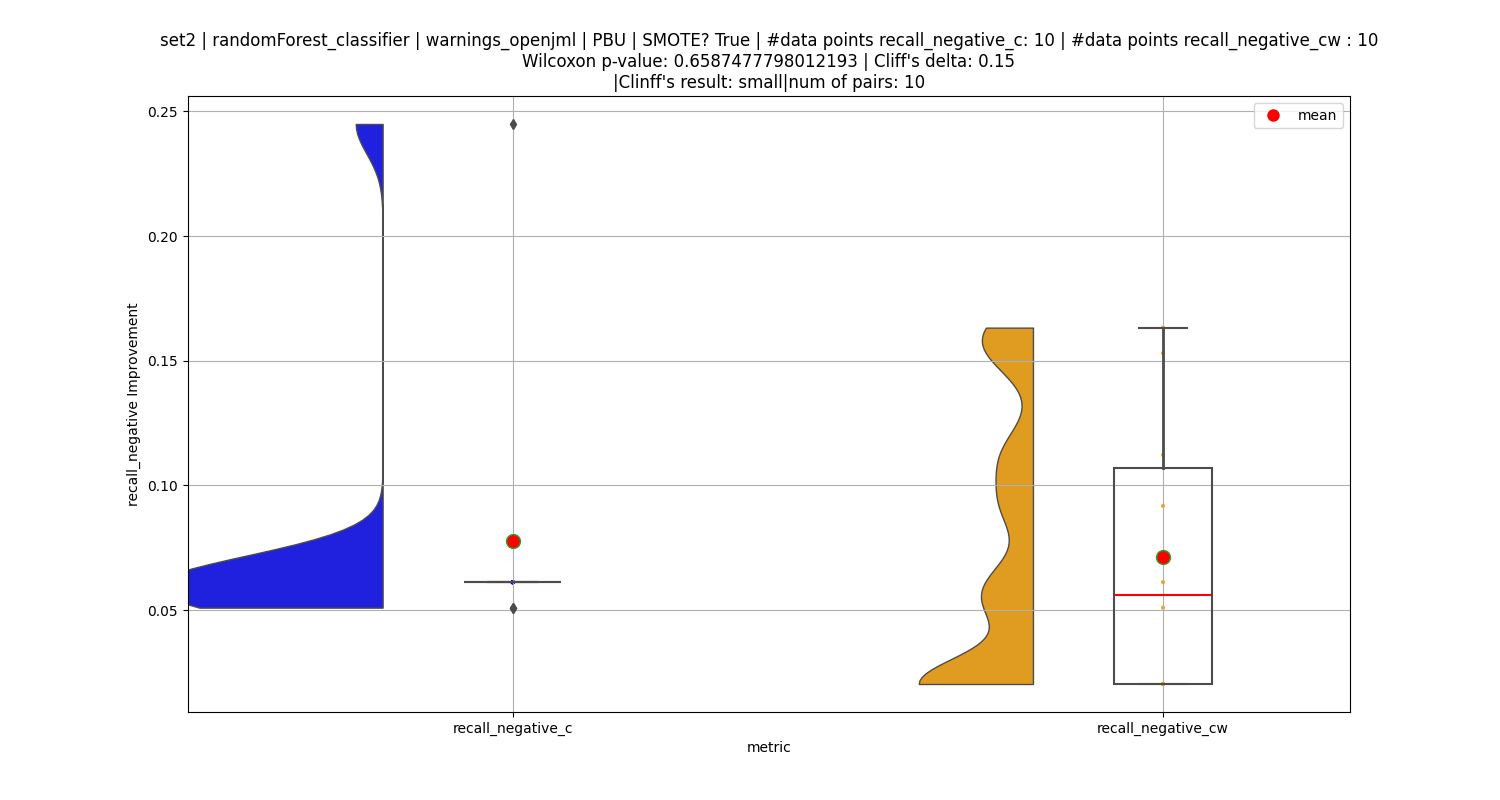 set2 | randomForest_classifier | warnings_openjml | PBU | SMOTE? True | #data points recall_negative_c: 10 | #data points recall_negative_cw : 10
Wilcoxon p-value: 0.6587477798012193 | Cliff's delta: 0.15
|Clinff's result: small|num of pairs: 10
mean
0.25
0.20
0.15
0.10
0.05
recall_negative Improvement
recall_negative_c
recall_negative_cw
metric